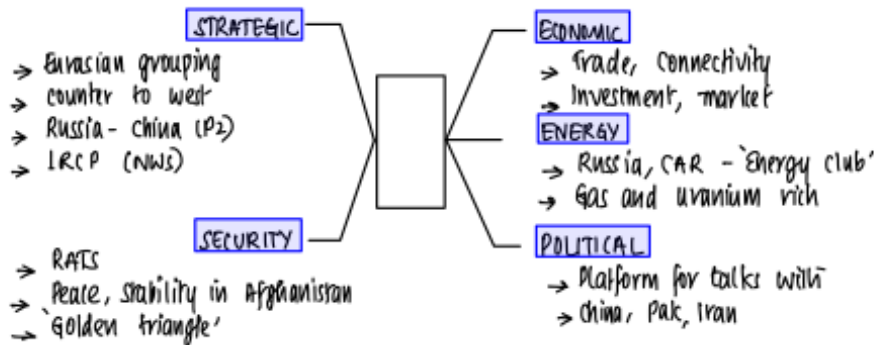 STRATEGIC
→ Eurasian grouping
→ counter to west
→ Russia - China (P2)
→ IRCP (NWS)
SECURITY
→ RATS
→ Peace, stability in Afghanistan
→ 'Golden triangle'
ECONOMIC
→ Trade, connectivity
→ Investment, market
ENERGY
→ Russia, CAR - 'Energy club'
→ Gas and uranium rich
POLITICAL
→ Platform for talks with
→ China, Pak, Iran